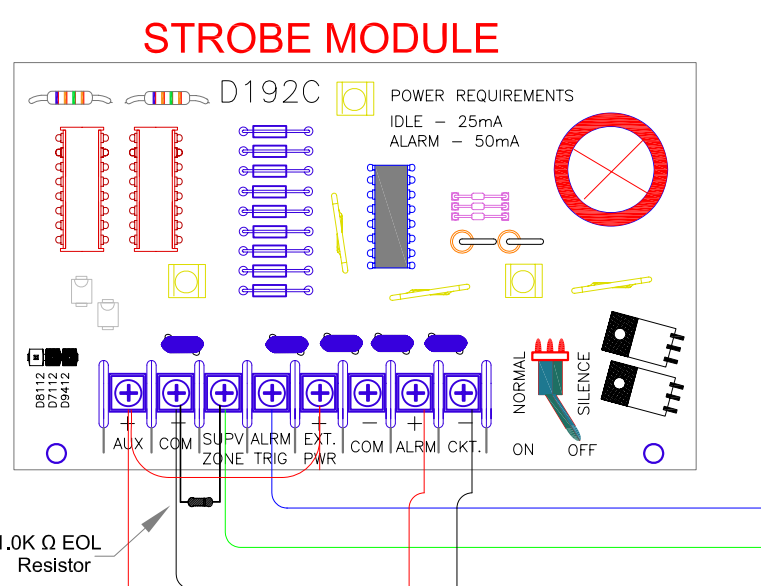 STROBE MODULE
D192C
POWER REQUIREMENTS
IDLE – 25mA
ALARM – 50mA
D8112
D7112
D9412
NORMAL
SILENCE
ON
OFF
+
AUX
–
COM
SUPV
ZONE
ALRM
TRIG
+
EXT.
PWR
–
COM
+
ALRM
–
CKT.
1.0K Ω EOL
Resistor